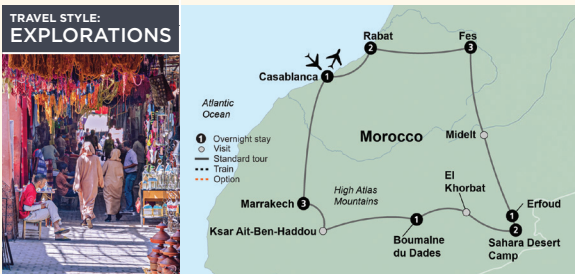 TRAVEL STYLE:
EXPLORATIONS
Rabat
2
Fes
3
Casablanca
1
Atlantic
Ocean
1 Overnight stay
Visit
Standard tour
Train
Option
Morocco
Midelt
El
Khorbat
High Atlas
Mountains
Marrakech
3
Ksar Ait-Ben-Haddou
1
Boumalne
du Dades
1
Erfoud
2
Sahara Desert
Camp